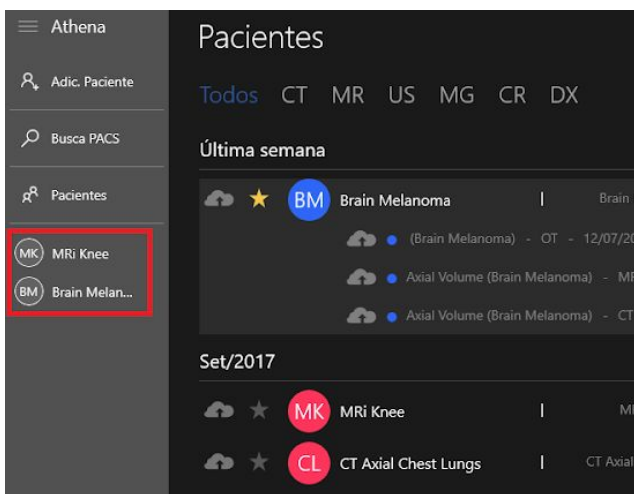 Athena
Adic. Paciente
Busca PACS
Pacientes
MK MRi Knee
BM Brain Melan...
Pacientes
Todos CT MR US MG CR DX
Última semana
BM Brain Melanoma | Brain
(Brain Melanoma) - OT - 12/07/20
Axial Volume (Brain Melanoma) - MR
Axial Volume (Brain Melanoma) - CT
Set/2017
MK MRi Knee | MR
CL CT Axial Chest Lungs | CT Axial